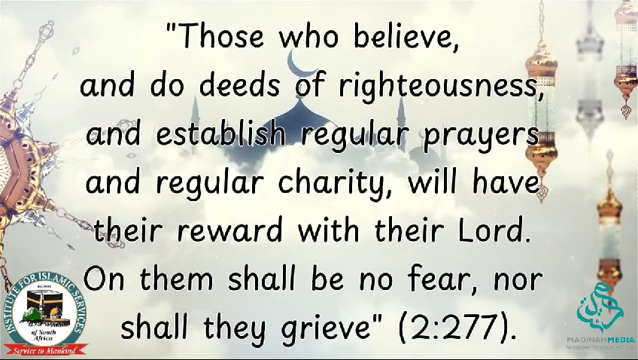 "Those who believe,
and do deeds of righteousness,
and establish regular prayers
and regular charity, will have
their reward with their Lord.
On them shall be no fear, nor
shall they grieve" (2:277).
INSTITUTE FOR ISLAMIC SERVICES
of South
Africa
Service to Mankind
MADINAHMEDIA